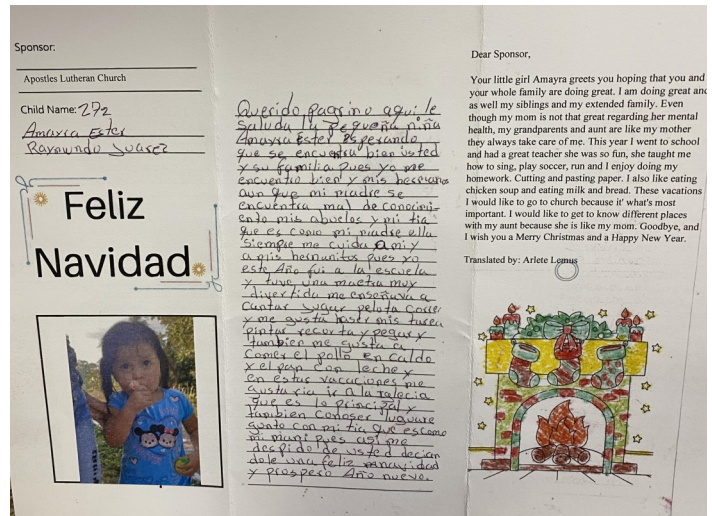 Sponsor:
Apostles Lutheran Church
Child Name: 272
Amayra Ester
Raymundo Juarez
Feliz
Navidad
Querido padrino aqui le
saluda la pequeña niña
Amayra Ester esperando
que se encuentra bien usted
y su familia pues yo me
encuentro bien y mis hermanos
aun que mi madre se
encuentra mal de conocimi-
ento mis abuelos y mi tia
que es como mi madre ella
siempre me cuida a mi y
a mis hermanitos pues yo
este Año fui a la escuela
y tuve una maetra muy
divertida me enseñava a
cantar jugar pelota correr
y me gusta haser mis tarea
pintar recorta y pegar y
tambien me gusta a
comer el pollo en caldo
y el pan con leche y
en estas vacaciones me
gustaria ir a la
que es lo principal y
tambien conoser lugares
junto con mi tia que es como
mi mami pues asi me
despido de usted decian
dole una feliz
y prospero Año nuevo.
Dear Sponsor,
Your little girl Amayra greets you hoping that you and
your whole family are doing great. I am doing great and
as well my siblings and my extended family. Even
though my mom is not that great regarding her mental
health, my grandparents and aunt are like my mother
they always take care of me. This year I went to school
and had a great teacher she was so fun, she taught me
how to sing, play soccer, run and I enjoy doing my
homework. Cutting and pasting paper. I also like eating
chicken soup and eating milk and bread. These vacations
I would like to go to church because it' what's most
important. I would like to get to know different places
with my aunt because she is like my mom. Goodbye, and
I wish you a Merry Christmas and a Happy New Year.
Translated by: Arlete Lemus